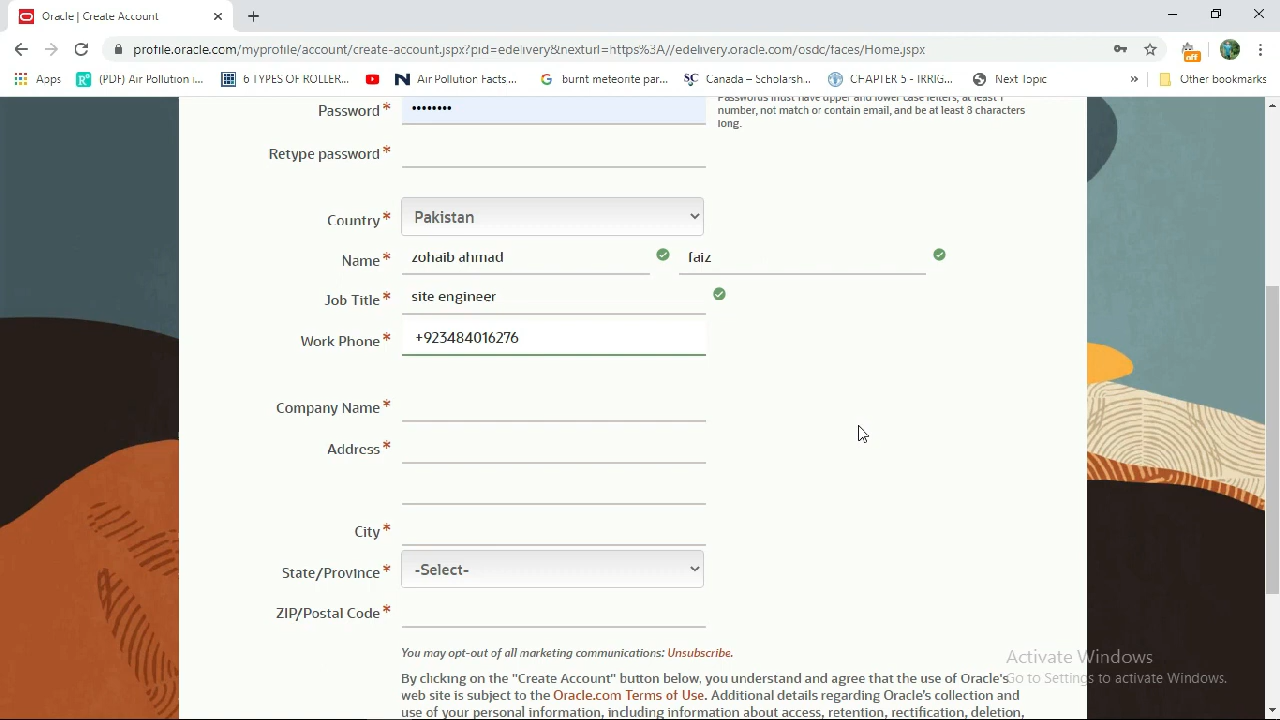 Oracle | Create Account
profile.oracle.com/myprofile/account/create-account.jspx?pid=edelivery&nexturl=https%3A//edelivery.oracle.com/osdc/faces/Home.jspx
off
Apps (PDF) Air Pollution i... 6 TYPES OF ROLLER... Air Pollution Facts,... burnt meteorite par... Canada – Scholarsh... CHAPTER 5 - IRRIG... Next Topic » Other bookmarks
Passwords must have upper and lower case letters, at least 1
Password* ••••••••
number, not match or contain email, and be at least 8 characters
long.
Retype password*
Country* Pakistan
Name* zohaib ahmad faiz
Job Title* site engineer
Work Phone* +923484016276
Company Name*
Address*
City*
State/Province* -Select-
ZIP/Postal Code*
You may opt-out of all marketing communications: Unsubscribe.
Activate Windows
Go to Settings to activate Windows.
By clicking on the "Create Account" button below, you understand and agree that the use of Oracle's
web site is subject to the Oracle.com Terms of Use. Additional details regarding Oracle's collection and
use of your personal information, including information about access, retention, rectification, deletion,